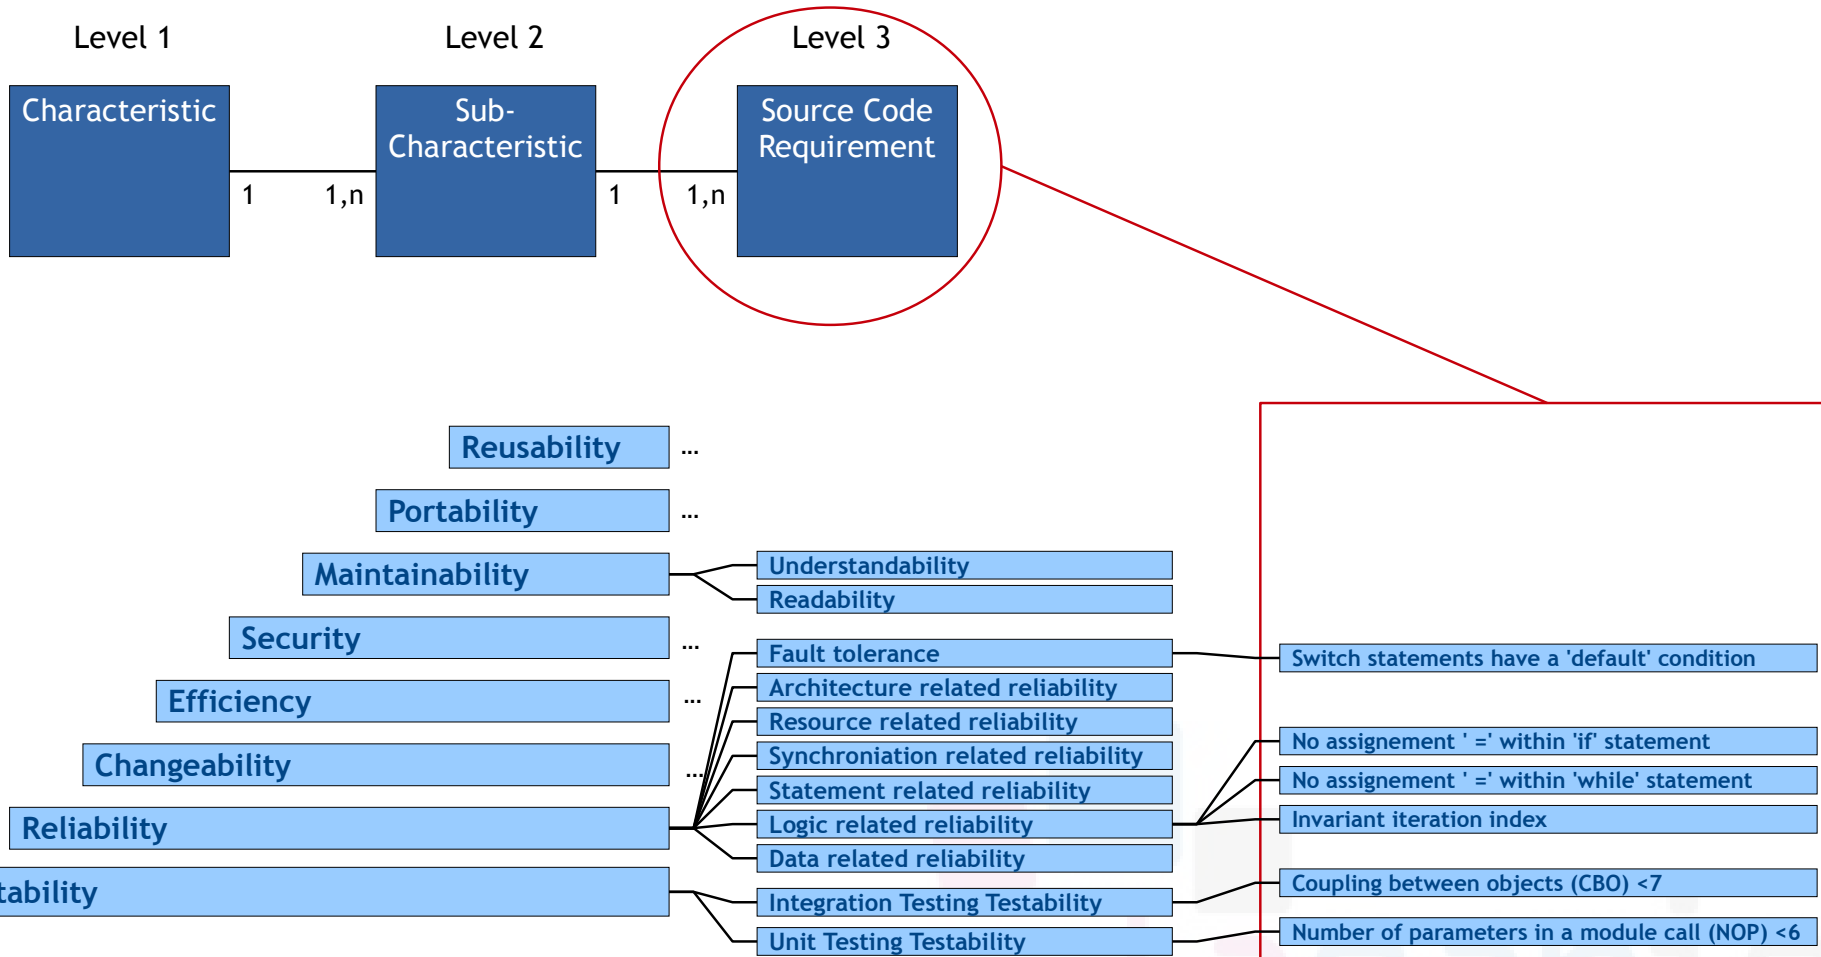 Level 1
Level 2
Level 3
Characteristic
Sub-
Characteristic
Source Code
Requirement
1
1,n
1
1,n
Reusability
...
Portability
...
Maintainability
Understandability
Readability
Security
...
Fault tolerance
Switch statements have a 'default' condition
Architecture related reliability
Efficiency
...
Resource related reliability
No assignement ' =' within 'if' statement
Synchroniation related reliability
Changeability
...
No assignement ' =' within 'while' statement
Statement related reliability
Reliability
Logic related reliability
Invariant iteration index
Data related reliability
tability
Integration Testing Testability
Coupling between objects (CBO) <7
Unit Testing Testability
Number of parameters in a module call (NOP) <6